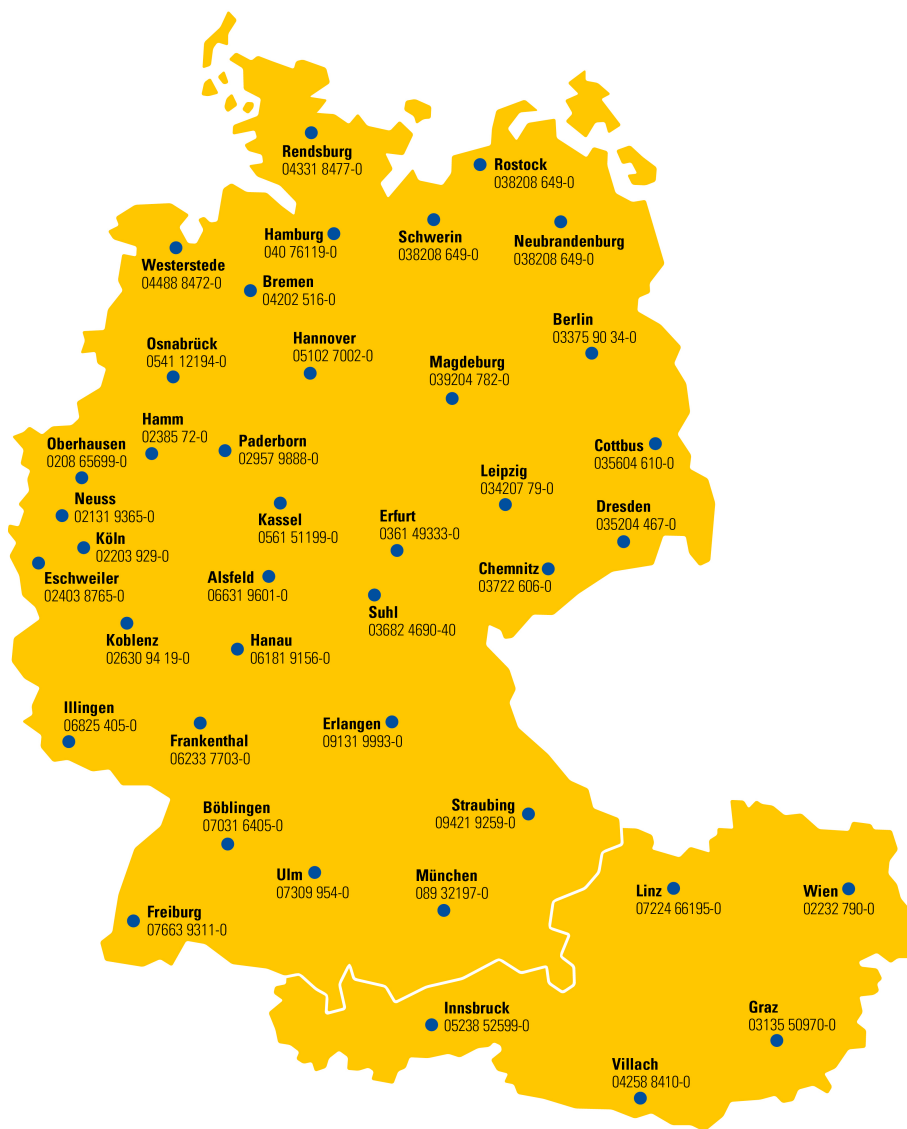 Rendsburg
04331 8477-0
Rostock
038208 649-0
Hamburg
040 76119-0
Schwerin
038208 649-0
Neubrandenburg
038208 649-0
Westerstede
04488 8472-0
Bremen
04202 516-0
Berlin
03375 90 34-0
Osnabrück
0541 12194-0
Hannover
05102 7002-0
Magdeburg
039204 782-0
Hamm
02385 72-0
Oberhausen
0208 65699-0
Paderborn
02957 9888-0
Cottbus
035604 610-0
Leipzig
034207 79-0
Neuss
02131 9365-0
Kassel
0561 51199-0
Erfurt
0361 49333-0
Dresden
035204 467-0
Köln
02203 929-0
Eschweiler
02403 8765-0
Alsfeld
06631 9601-0
Chemnitz
03722 606-0
Suhl
03682 4690-40
Koblenz
02630 94 19-0
Hanau
06181 9156-0
Illingen
06825 405-0
Frankenthal
06233 7703-0
Erlangen
09131 9993-0
Böblingen
07031 6405-0
Straubing
09421 9259-0
Ulm
07309 954-0
München
089 32197-0
Linz
07224 66195-0
Wien
02232 790-0
Freiburg
07663 9311-0
Innsbruck
05238 52599-0
Graz
03135 50970-0
Villach
04258 8410-0